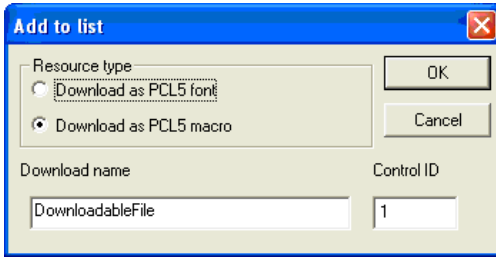 Add to list
Resource type
Download as PCL5 font
Download as PCL5 macro
OK
Cancel
Download name
Control ID
DownloadableFile
1